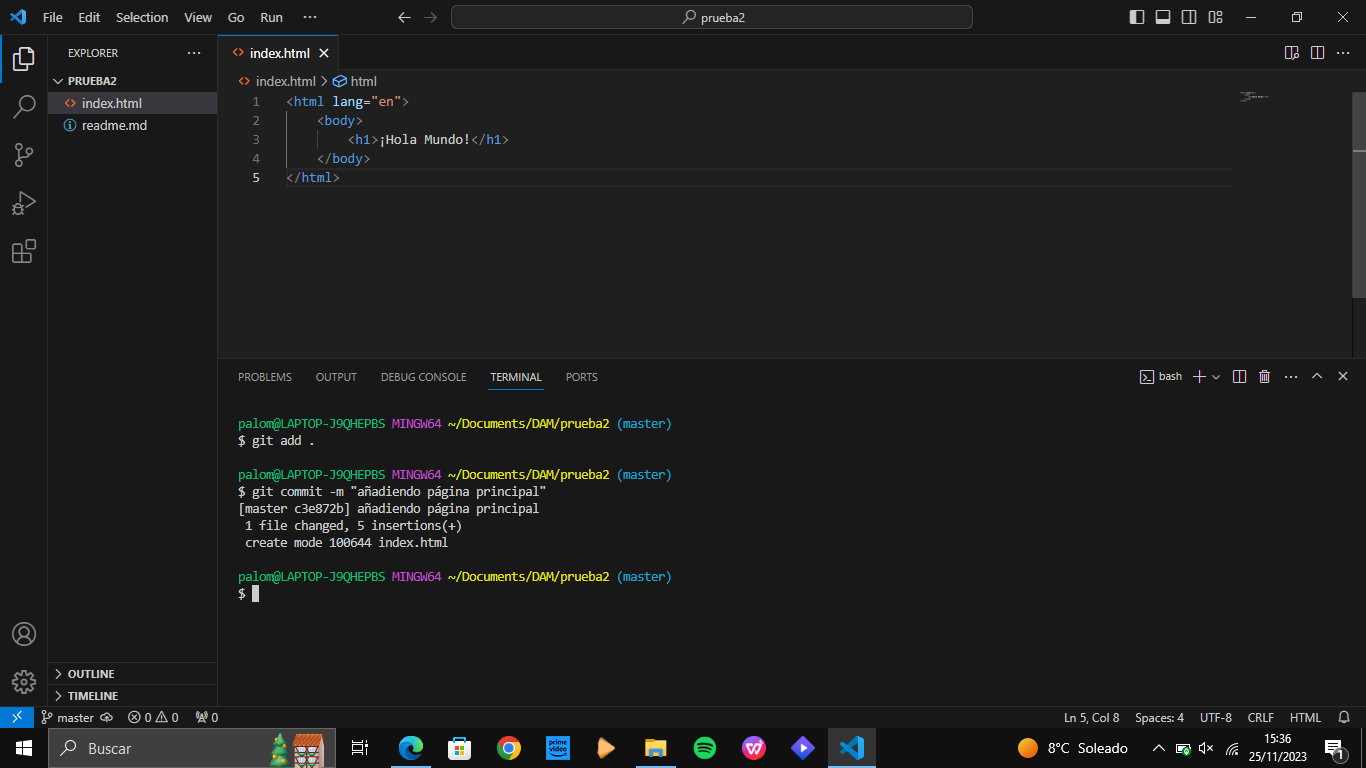 File Edit Selection View Go Run ··· prueba2
EXPLORER ···
PRUEBA2
index.html
readme.md
OUTLINE
TIMELINE
index.html
index.html > html
1 <html lang="en">
2 <body>
3 <h1>¡Hola Mundo!</h1>
4 </body>
5 </html>
PROBLEMS OUTPUT DEBUG CONSOLE TERMINAL PORTS bash
palom@LAPTOP-J9QHEPBS MINGW64 ~/Documents/DAM/prueba2 (master)
$ git add .
palom@LAPTOP-J9QHEPBS MINGW64 ~/Documents/DAM/prueba2 (master)
$ git commit -m "añadiendo página principal"
[master c3e872b] añadiendo página principal
1 file changed, 5 insertions(+)
create mode 100644 index.html
palom@LAPTOP-J9QHEPBS MINGW64 ~/Documents/DAM/prueba2 (master)
$
master 0 0 0 Ln 5, Col 8 Spaces: 4 UTF-8 CRLF HTML
Buscar prime video 8°C Soleado 15:36
25/11/2023 1